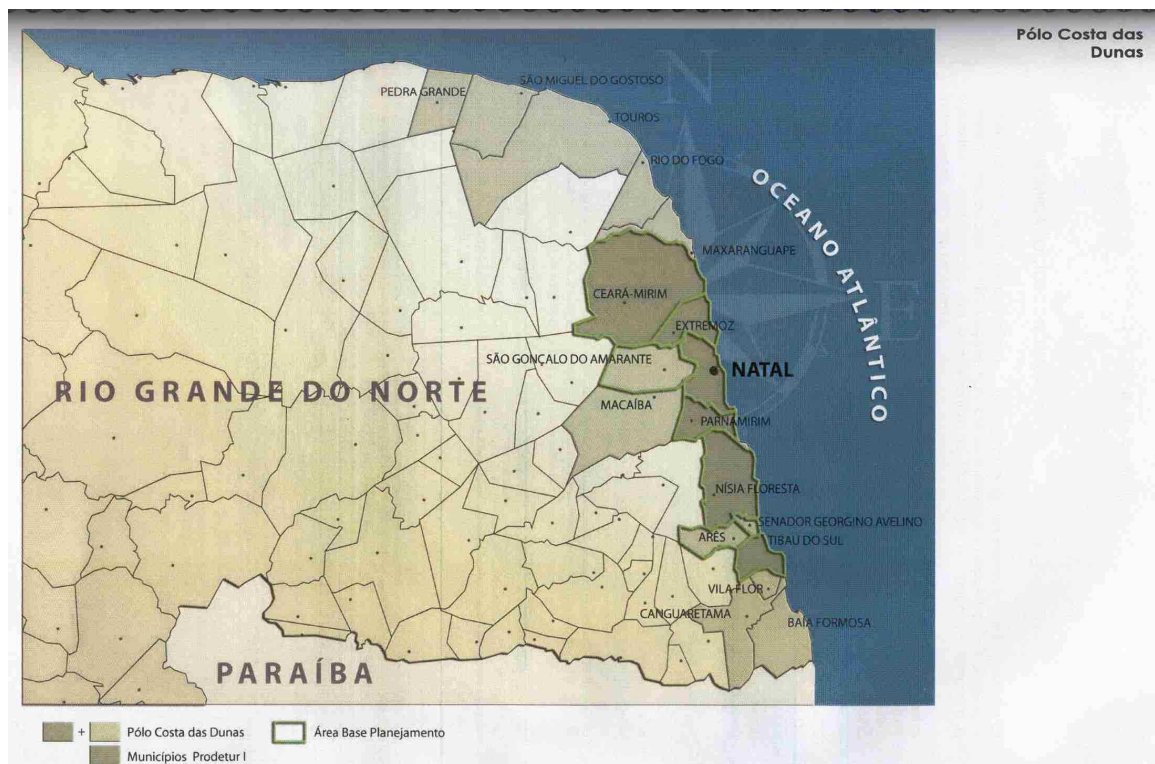 Pólo Costa das
Dunas
N
SÃO MIGUEL DO GOSTOSO
PEDRA GRANDE
TOUROS
RIO DO FOGO
OCEANO ATLÂNTICO
MAXARANGUAPE
CEARÁ-MIRIM
E
EXTREMOZ
SÃO GONÇALO DO AMARANTE
NATAL
RIO GRANDE DO NORTE
MACAÍBA
PARNAMIRIM
NÍSIA FLORESTA
SENADOR GEORGINO AVELINO
ARÊS
TIBAU DO SUL
VILA FLOR
CANGUARETAMA
BAÍA FORMOSA
PARAÍBA
+ Pólo Costa das Dunas
Área Base Planejamento
Municípios Prodetur I